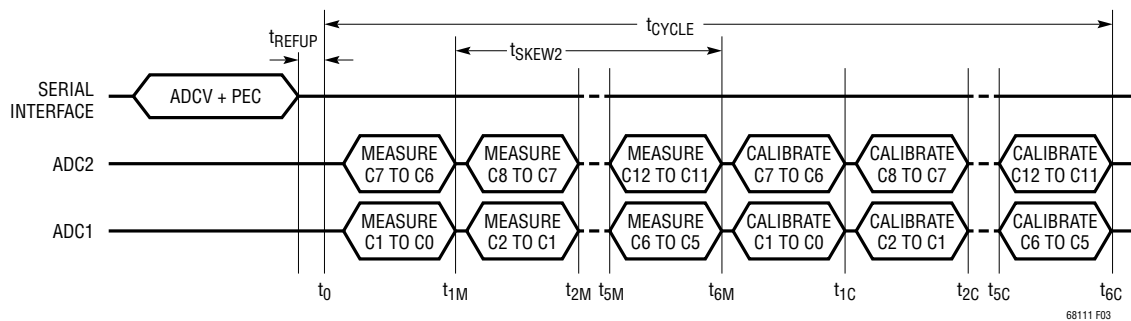 tCYCLE
tREFUP
tSKEW2
SERIAL
INTERFACE
ADCV + PEC
ADC2
MEASURE
C7 TO C6
MEASURE
C8 TO C7
MEASURE
C12 TO C11
CALIBRATE
C7 TO C6
CALIBRATE
C8 TO C7
CALIBRATE
C12 TO C11
ADC1
MEASURE
C1 TO C0
MEASURE
C2 TO C1
MEASURE
C6 TO C5
CALIBRATE
C1 TO C0
CALIBRATE
C2 TO C1
CALIBRATE
C6 TO C5
t0 t1M t2M t5M t6M t1C t2C t5C t6C
68111 F03